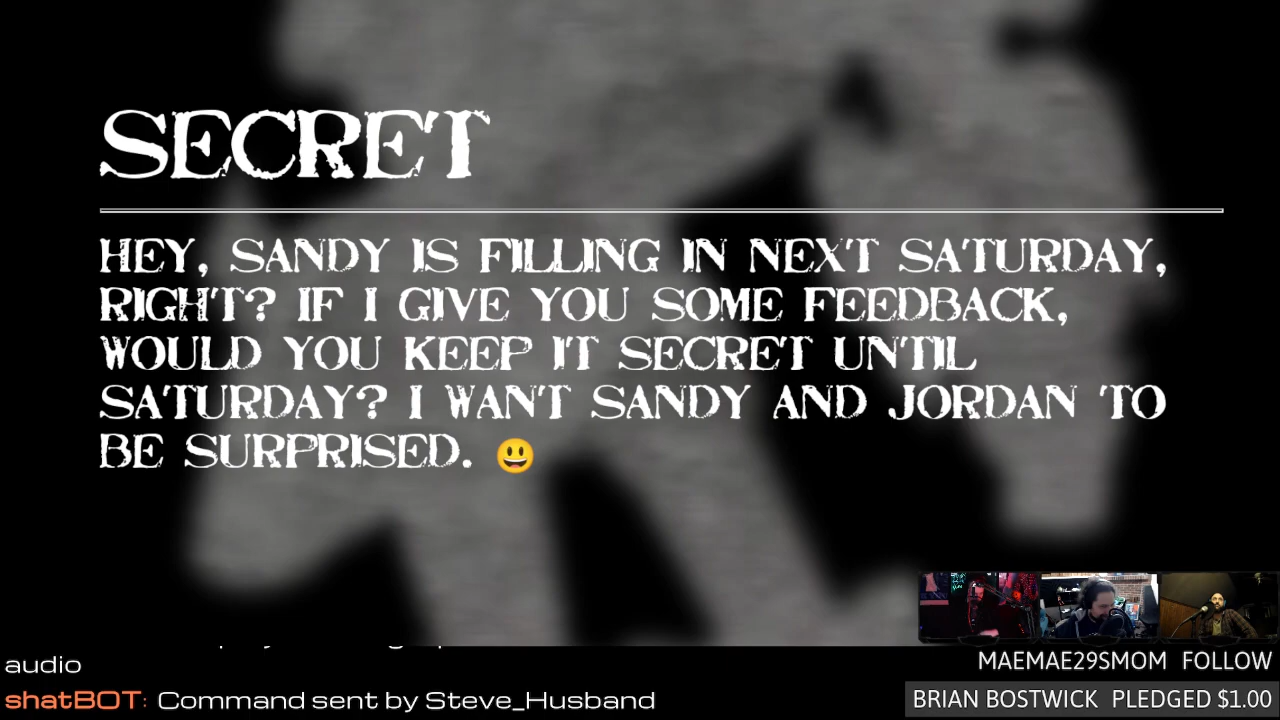 SECRET
HEY, SANDY IS FILLING IN NEXT SATURDAY,
RIGHT? IF I GIVE YOU SOME FEEDBACK,
WOULD YOU KEEP IT SECRET UNTIL
SATURDAY? I WANT SANDY AND JORDAN TO
BE SURPRISED. 😃
audio
shatBOT: Command sent by Steve_Husband
MAEMAE29SMOM FOLLOW
BRIAN BOSTWICK PLEDGED $1.00